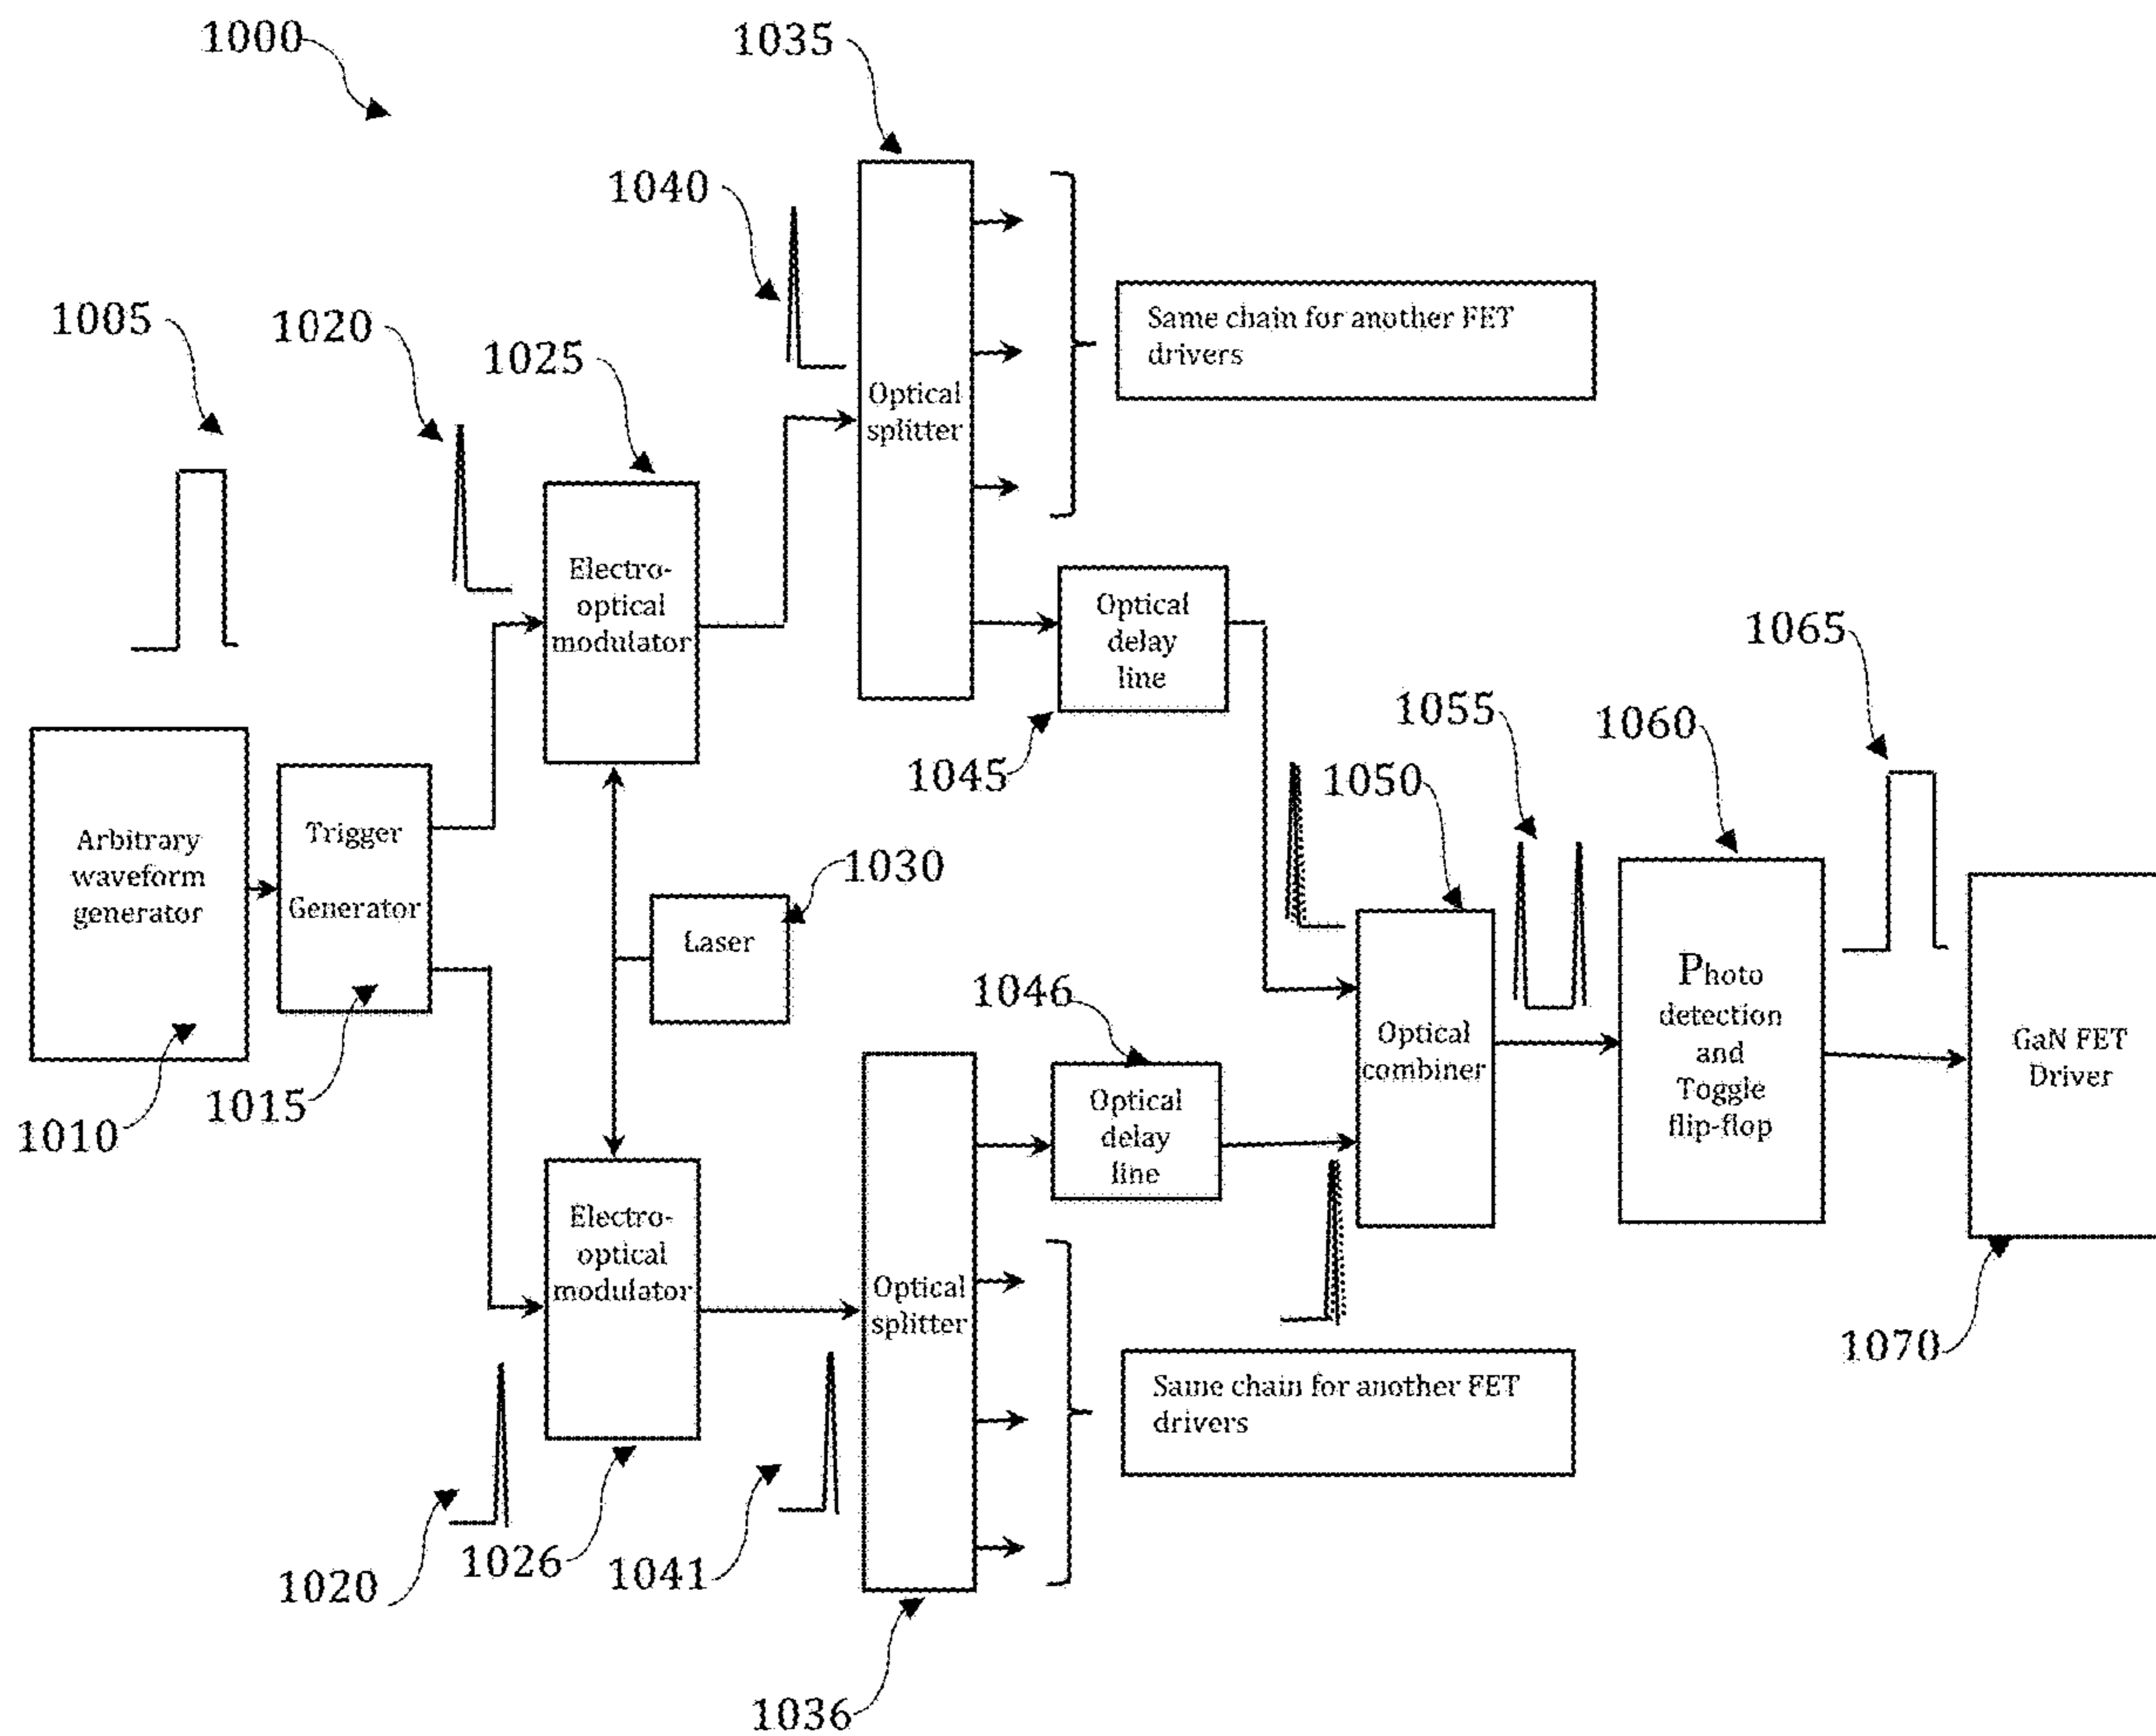 1000
1035
1040
1005
1020
1025
Same chain for another FET
drivers
Optical
splitter
Electro-
optical
modulator
Optical
delay
line
1065
1055
1060
1045
1050
Arbitrary
waveform
generator
Trigger
Generator
1030
Laser
1046
Photo
detection
and
Toggle
flip-flop
Optical
combiner
GaN FET
Driver
1015
1010
Optical
delay
line
Electro-
optical
modulator
Optical
splitter
1070
Same chain for another FET
drivers
1020
1026
1041
1036